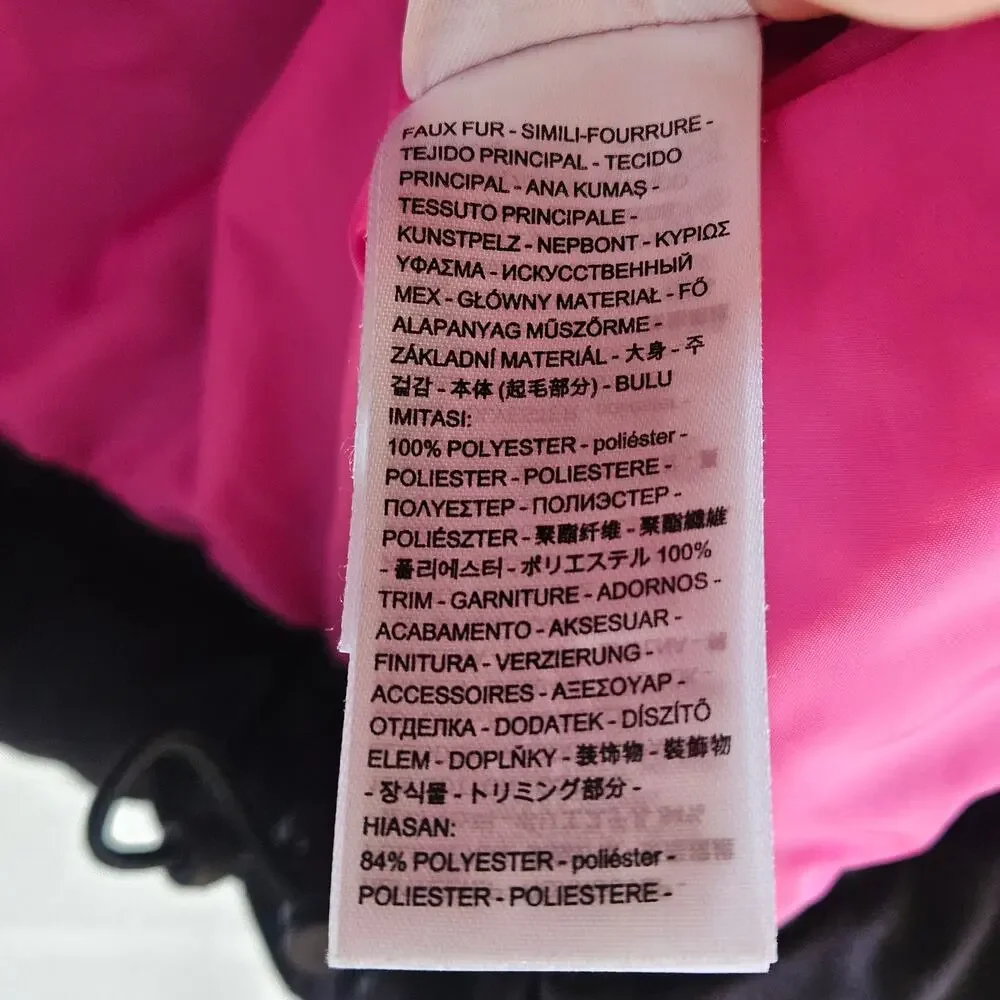 FAUX FUR - SIMILI-FOURRURE -
TEJIDO PRINCIPAL - TECIDO
PRINCIPAL - ANA KUMAŞ -
TESSUTO PRINCIPALE -
KUNSTPELZ - NEPBONT - ΚΥΡΙΩΣ
ΥΦΑΣΜΑ - ИСКУССТВЕННЫЙ
МЕХ - GŁÓWNY MATERIAŁ - FŐ
ALAPANYAG MŰSZŐRME -
ZÁKLADNÍ MATERIÁL - 大身 - 주
겉감 - 本体 (起毛部分) - BULU
IMITASI:
100% POLYESTER - poliéster -
POLIESTER - POLIESTERE -
ΠΟΛΥΕΣΤΕΡ - ПОЛИЭСТЕР -
POLIÉSZTER - 聚酯纤维 - 聚酯纖維
- 폴리에스터 - ポリエステル 100%
TRIM - GARNITURE - ADORNOS -
ACABAMENTO - AKSESUAR -
FINITURA - VERZIERUNG -
ACCESSOIRES - ΑΞΕΣΟΥΑΡ -
ОТДЕЛКА - DODATEK - DÍSZÍTŐ
ELEM - DOPLŇKY - 装饰物 - 裝飾物
- 장식물 - トリミング部分 -
HIASAN:
84% POLYESTER - poliéster -
POLIESTER - POLIESTERE -